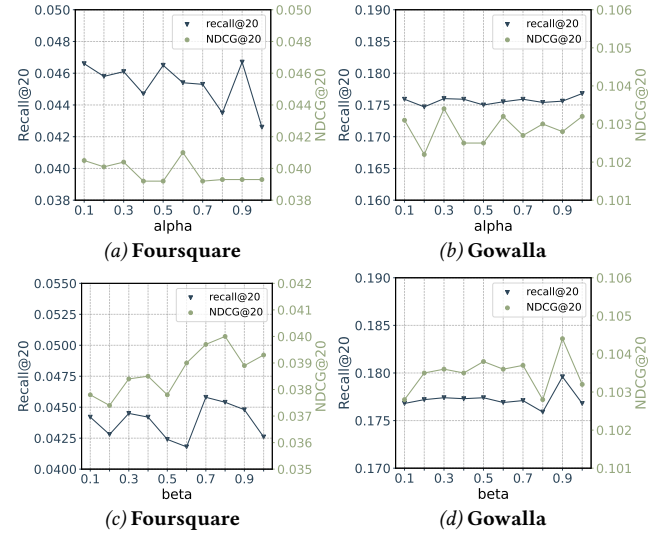 0.050
0.048
0.046
0.044
0.042
0.040
0.038
Recall@20
recall@20
NDCG@20
0.050
0.048
0.046
0.044
0.042
0.040
0.038
NDCG@20
0.1 0.3 0.5 0.7 0.9
alpha
(a) Foursquare
0.190
0.185
0.180
0.175
0.170
0.165
0.160
Recall@20
recall@20
NDCG@20
0.106
0.105
0.104
0.103
0.102
0.101
NDCG@20
0.1 0.3 0.5 0.7 0.9
alpha
(b) Gowalla
0.0550
0.0525
0.0500
0.0475
0.0450
0.0425
0.0400
Recall@20
recall@20
NDCG@20
0.042
0.041
0.040
0.039
0.038
0.037
0.036
0.035
NDCG@20
0.1 0.3 0.5 0.7 0.9
beta
(c) Foursquare
0.190
0.185
0.180
0.175
0.170
Recall@20
recall@20
NDCG@20
0.106
0.105
0.104
0.103
0.102
0.101
NDCG@20
0.1 0.3 0.5 0.7 0.9
beta
(d) Gowalla